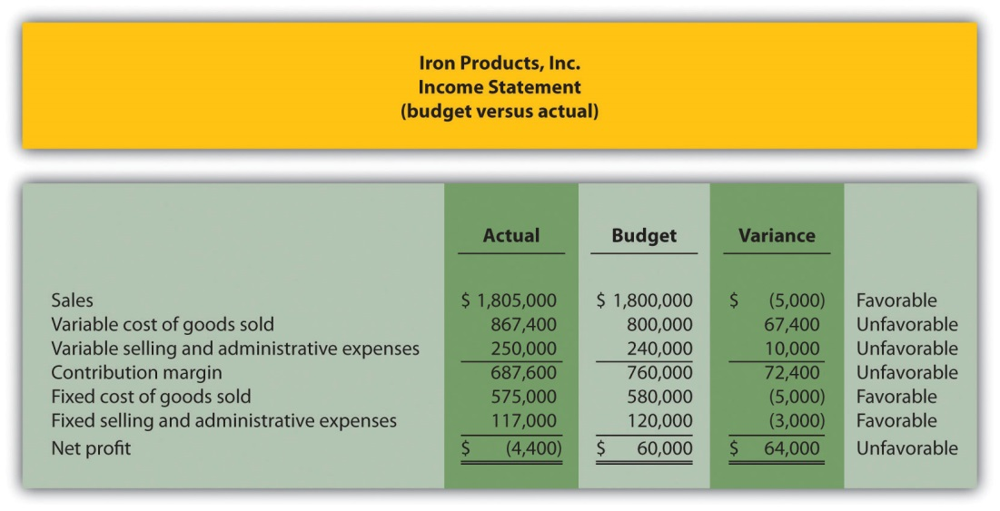 Iron Products, Inc.
Income Statement
(budget versus actual)
Actual Budget Variance
Sales $ 1,805,000 $ 1,800,000 $ (5,000) Favorable
Variable cost of goods sold 867,400 800,000 67,400 Unfavorable
Variable selling and administrative expenses 250,000 240,000 10,000 Unfavorable
Contribution margin 687,600 760,000 72,400 Unfavorable
Fixed cost of goods sold 575,000 580,000 (5,000) Favorable
Fixed selling and administrative expenses 117,000 120,000 (3,000) Favorable
Net profit $ (4,400) $ 60,000 $ 64,000 Unfavorable